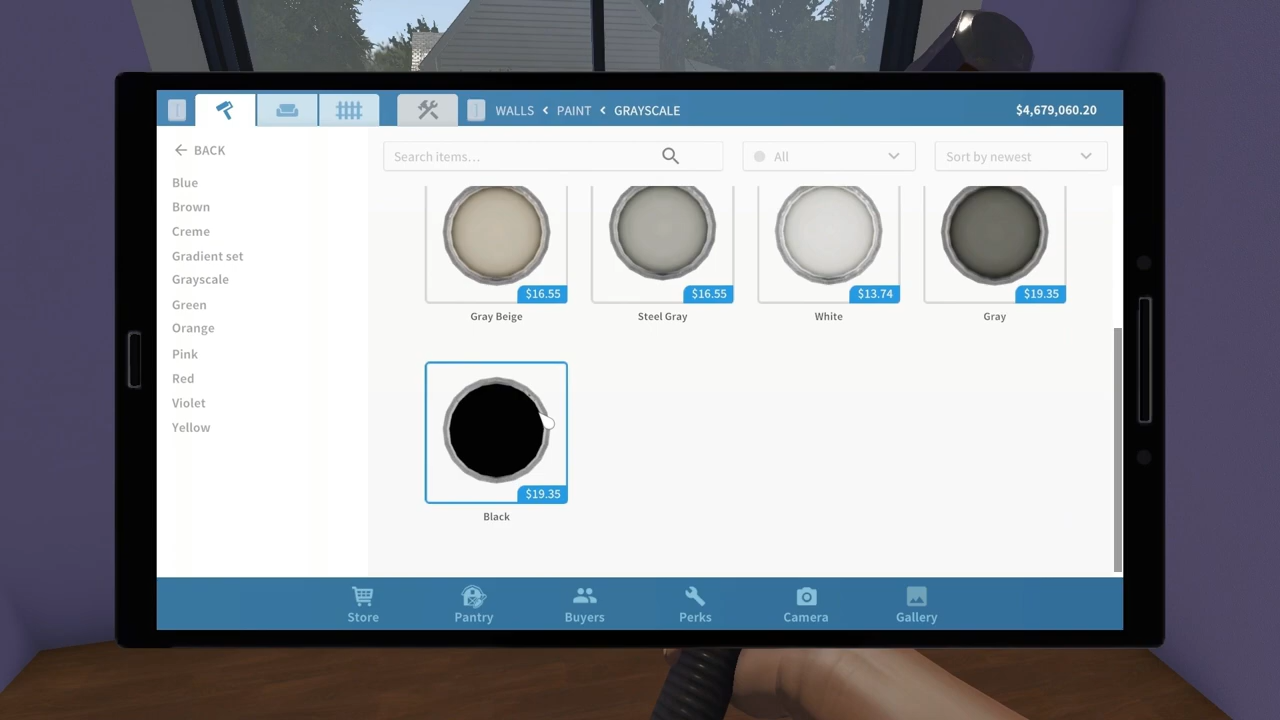 WALLS < PAINT < GRAYSCALE
$4,679,060.20
BACK
Search items...
All
Sort by newest
Blue
Brown
Creme
Gradient set
Grayscale
Green
Orange
Pink
Red
Violet
Yellow
$16.55
$16.55
$13.74
$19.35
Gray Beige
Steel Gray
White
Gray
$19.35
Black
Store
Pantry
Buyers
Perks
Camera
Gallery